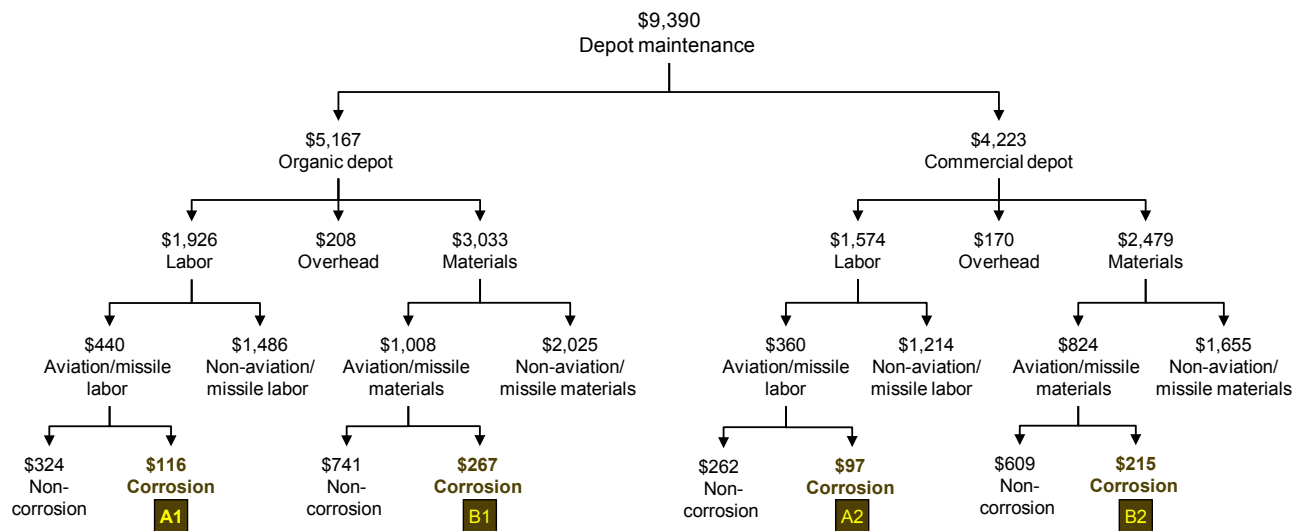 $9,390
Depot maintenance
$5,167
Organic depot
$4,223
Commercial depot
$1,926
Labor
$208
Overhead
$3,033
Materials
$1,574
Labor
$170
Overhead
$2,479
Materials
$440
Aviation/missile
labor
$1,486
Non-aviation/
missile labor
$1,008
Aviation/missile
materials
$2,025
Non-aviation/
missile materials
$360
Aviation/missile
labor
$1,214
Non-aviation/
missile labor
$824
Aviation/missile
materials
$1,655
Non-aviation/
missile materials
$324
Non-
corrosion
$116
Corrosion
A1
$741
Non-
corrosion
$267
Corrosion
B1
$262
Non-
corrosion
$97
Corrosion
A2
$609
Non-
corrosion
$215
Corrosion
B2